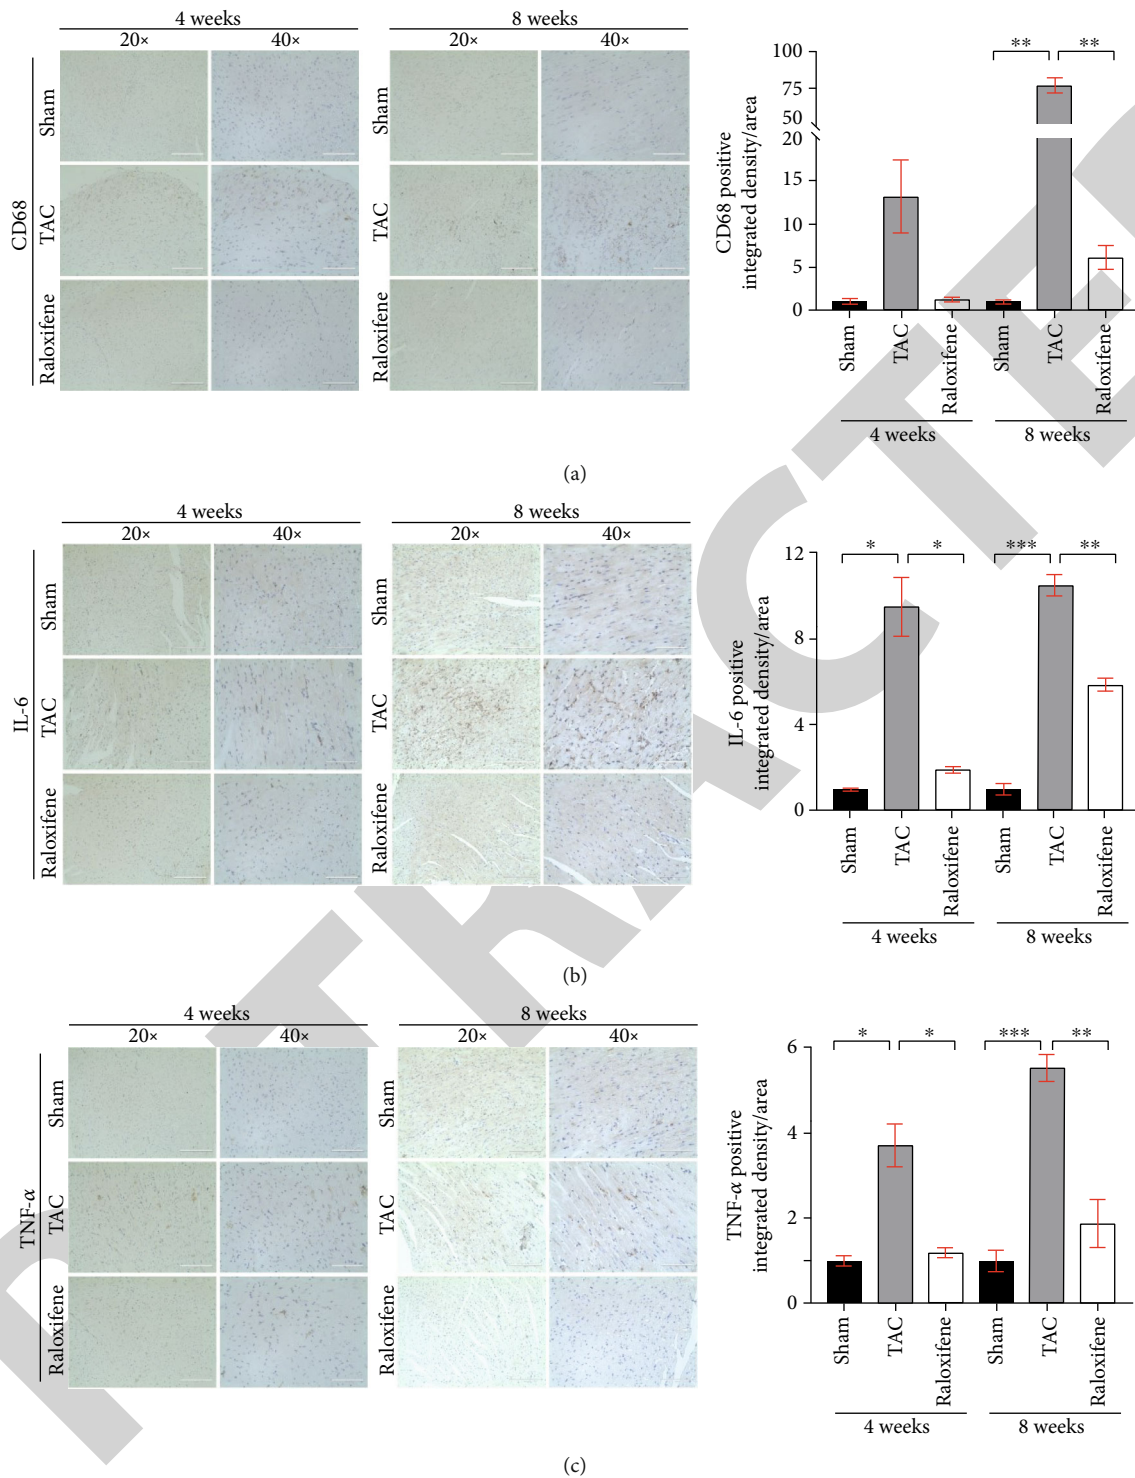 4 weeks
8 weeks
20×
40×
20×
40×
CD68
Sham
TAC
Raloxifene
Sham
TAC
Raloxifene
CD68 positive
integrated density/area
100
75
50
20
15
10
5
0
**
**
Sham
TAC
Raloxifene
Sham
TAC
Raloxifene
4 weeks
8 weeks
(a)
4 weeks
8 weeks
20×
40×
20×
40×
IL-6
Sham
TAC
Raloxifene
Sham
TAC
Raloxifene
IL-6 positive
integrated density/area
12
8
4
0
*
*
***
**
Sham
TAC
Raloxifene
Sham
TAC
Raloxifene
4 weeks
8 weeks
(b)
4 weeks
8 weeks
20×
40×
20×
40×
TNF-α
Sham
TAC
Raloxifene
Sham
TAC
Raloxifene
TNF-α positive
integrated density/area
6
4
2
0
*
*
***
**
Sham
TAC
Raloxifene
Sham
TAC
Raloxifene
4 weeks
8 weeks
(c)